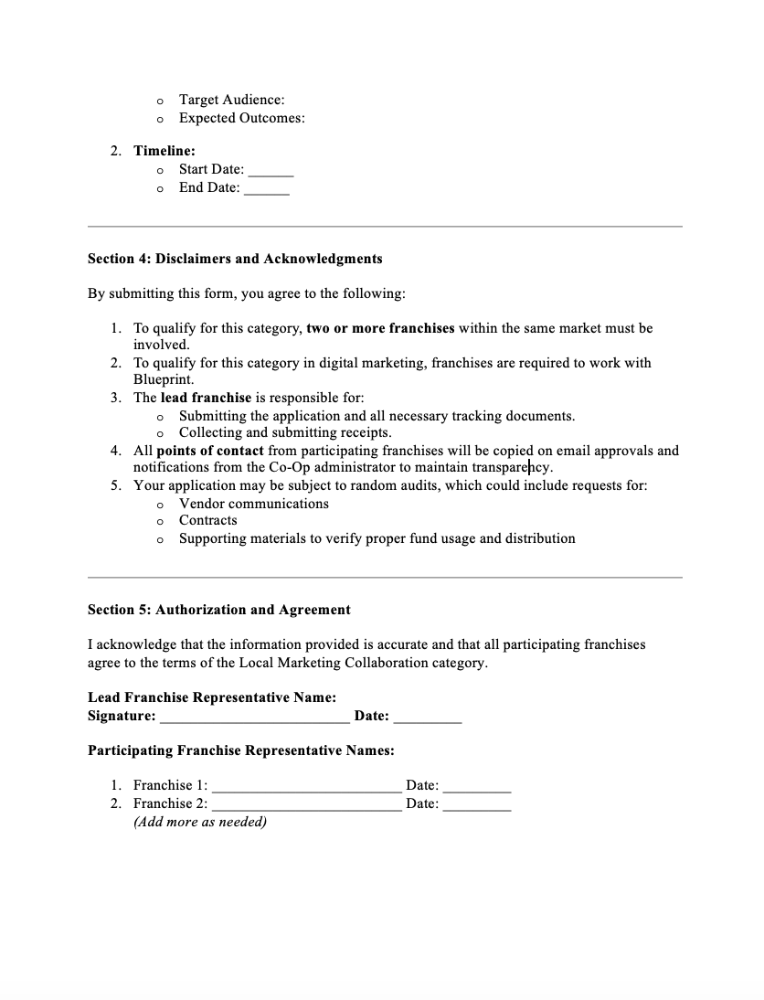 o Target Audience:
o Expected Outcomes:
2. Timeline:
o Start Date: ______
o End Date: ______
Section 4: Disclaimers and Acknowledgments
By submitting this form, you agree to the following:
1. To qualify for this category, two or more franchises within the same market must be
involved.
2. To qualify for this category in digital marketing, franchises are required to work with
Blueprint.
3. The lead franchise is responsible for:
o Submitting the application and all necessary tracking documents.
o Collecting and submitting receipts.
4. All points of contact from participating franchises will be copied on email approvals and
notifications from the Co-Op administrator to maintain transparency.
5. Your application may be subject to random audits, which could include requests for:
o Vendor communications
o Contracts
o Supporting materials to verify proper fund usage and distribution
Section 5: Authorization and Agreement
I acknowledge that the information provided is accurate and that all participating franchises
agree to the terms of the Local Marketing Collaboration category.
Lead Franchise Representative Name:
Signature: _________________________ Date: _________
Participating Franchise Representative Names:
1. Franchise 1: _________________________ Date: _________
2. Franchise 2: _________________________ Date: _________
(Add more as needed)